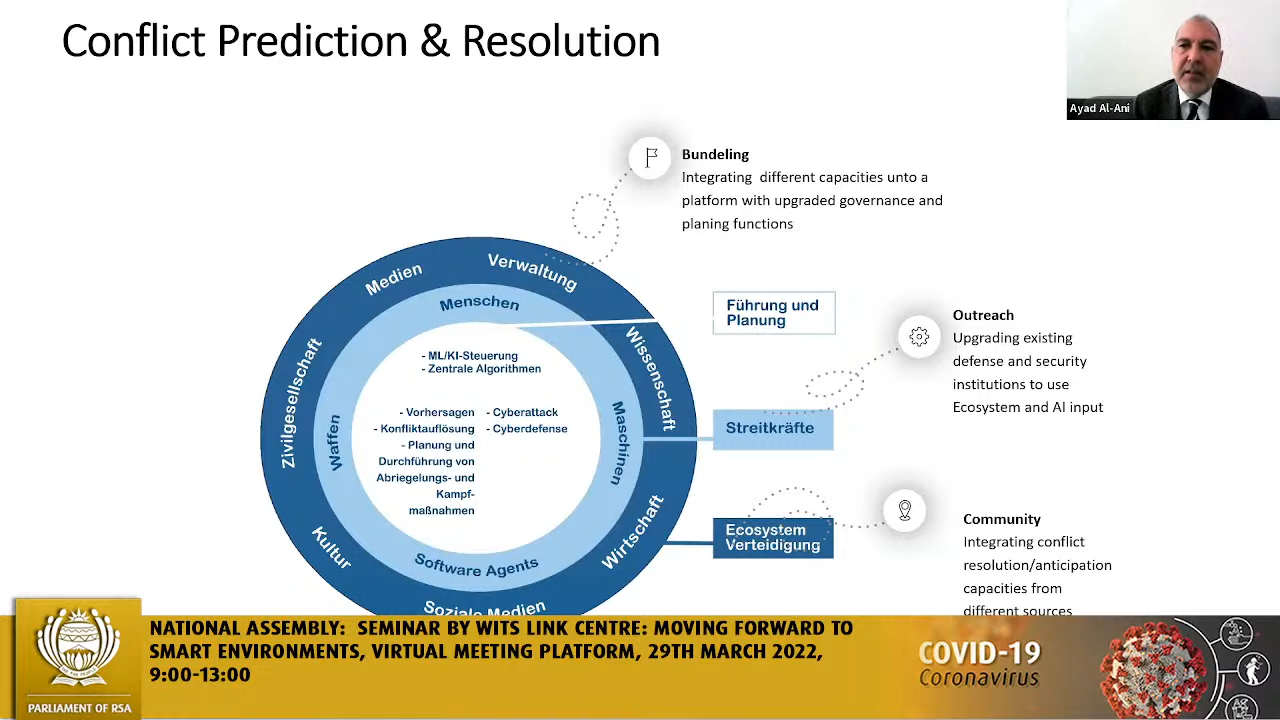 Conflict Prediction & Resolution
Ayad Al-Ani
Bundeling
Integrating different capacities unto a
platform with upgraded governance and
planing functions
Medien
Verwaltung
Menschen
Führung und
Planung
Outreach
Upgrading existing
defense and security
institutions to use
Ecosystem and AI input
Zivilgesellschaft
Wissenschaft
- ML/KI-Steuerung
- Zentrale Algorithmen
Waffen
Maschinen
- Vorhersagen
- Konfliktauflösung
- Planung und
Durchführung von
Abriegelungs- und
Kampf-
maßnahmen
- Cyberattack
- Cyberdefense
Streitkräfte
Kultur
Wirtschaft
Ecosystem
Verteidigung
Community
Integrating conflict
resolution/anticipation
capacities from
different sources
Software Agents
Soziale Medien
NATIONAL ASSEMBLY: SEMINAR BY WITS LINK CENTRE: MOVING FORWARD TO
SMART ENVIRONMENTS, VIRTUAL MEETING PLATFORM, 29TH MARCH 2022,
9:00-13:00
PARLIAMENT OF RSA
COVID-19
Coronavirus